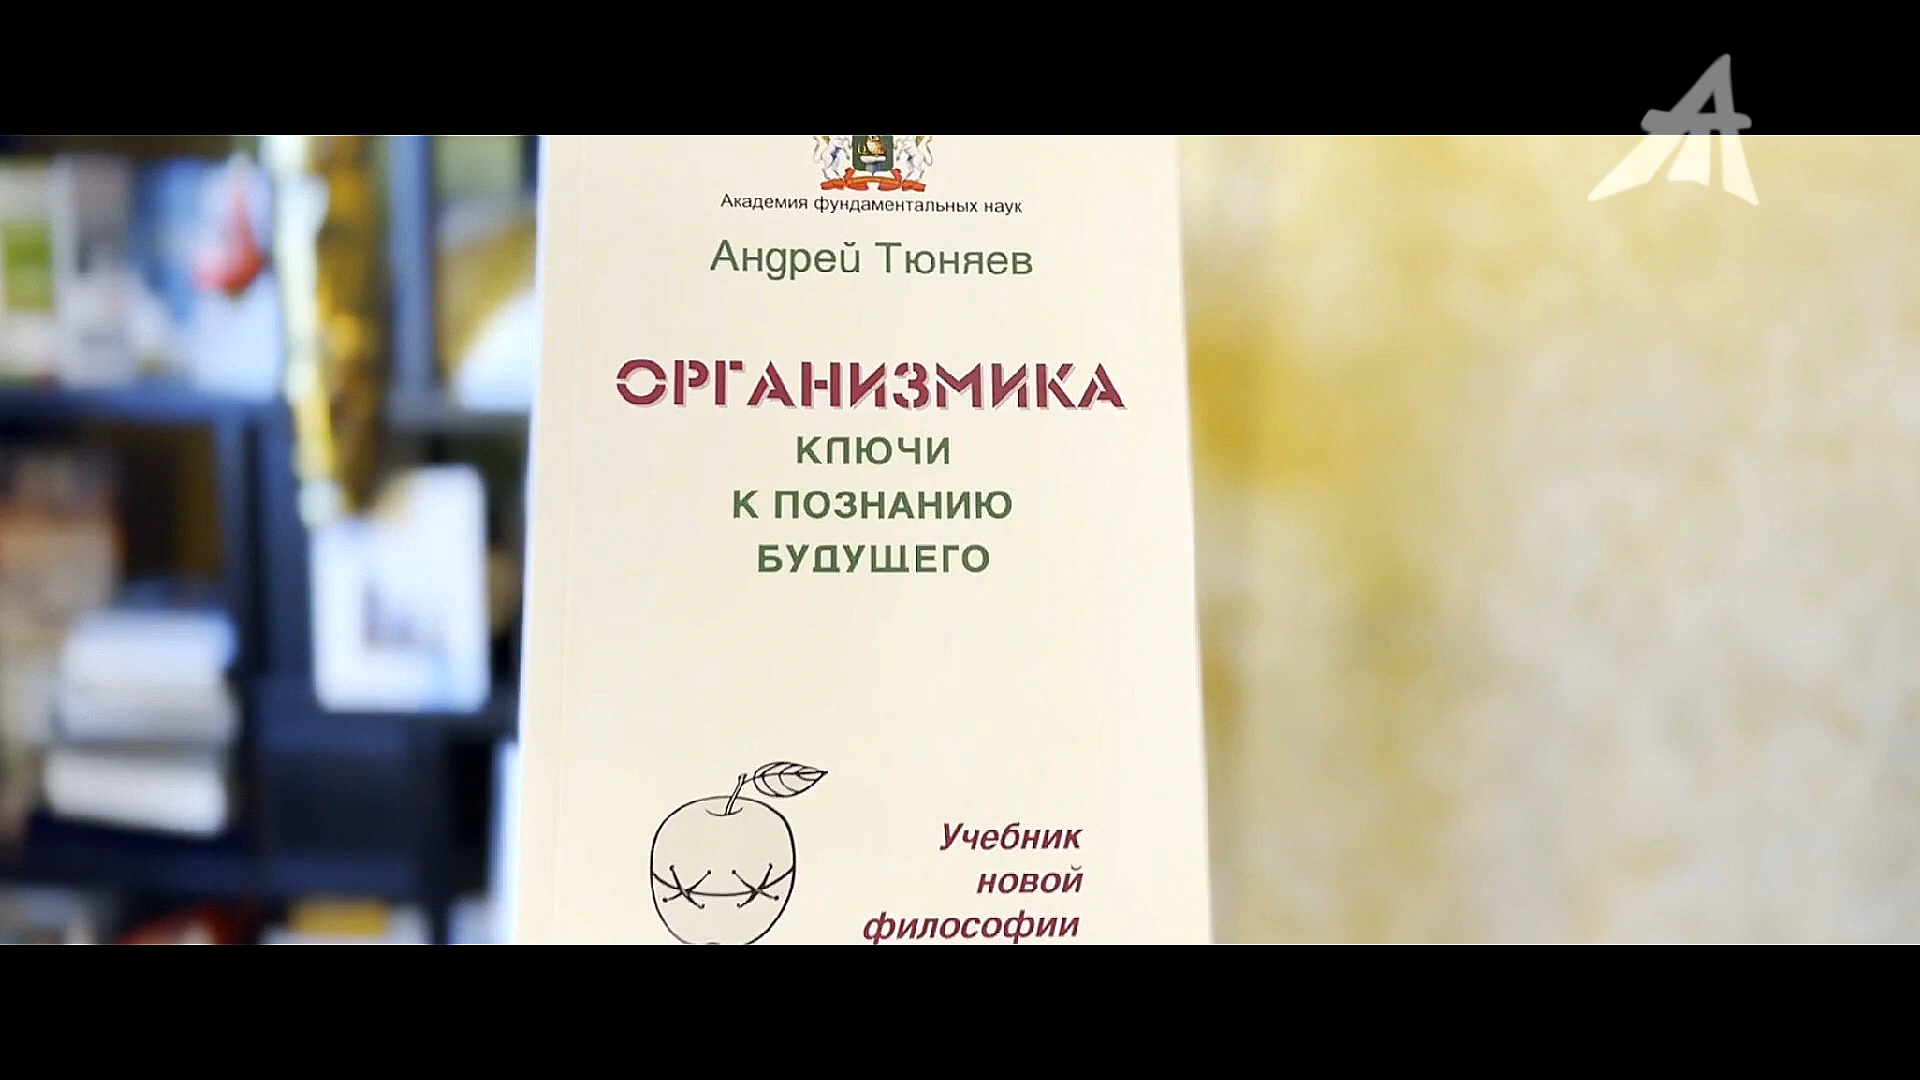 Академия фундаментальных наук
Андрей Тюняев
ОРГАНИЗМИКА
КЛЮЧИ
К ПОЗНАНИЮ
БУДУЩЕГО
Учебник
новой
философии